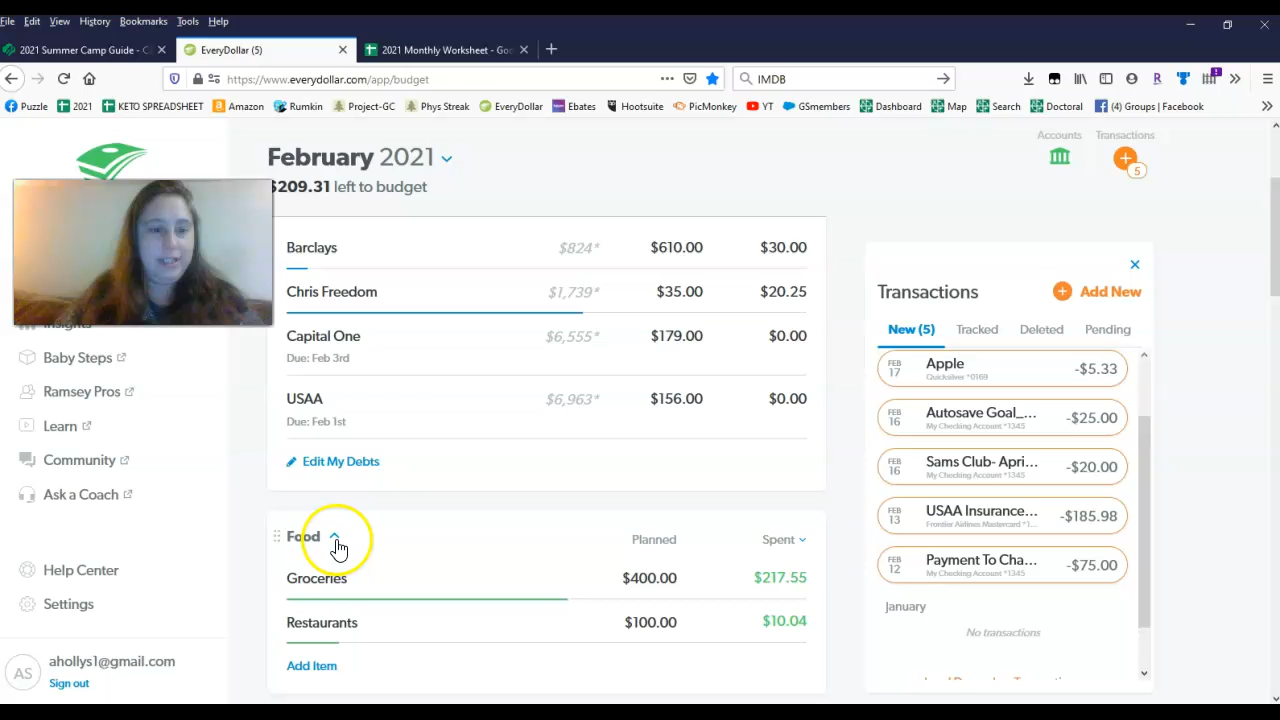 File Edit View History Bookmarks Tools Help
2021 Summer Camp Guide - C
EveryDollar (5)
2021 Monthly Worksheet - Goo
https://www.everydollar.com/app/budget
IMDB
Puzzle 2021 KETO SPREADSHEET Amazon Rumkin Project-GC Phys Streak EveryDollar Ebates Hootsuite PicMonkey YT GSmembers Dashboard Map Search Doctoral (4) Groups | Facebook
February 2021
$209.31 left to budget
Accounts
Transactions
5
Insights
Baby Steps
Ramsey Pros
Learn
Community
Ask a Coach
Help Center
Settings
AS
ahollys1@gmail.com
Sign out
Barclays $824* $610.00 $30.00
Chris Freedom $1,739* $35.00 $20.25
Capital One $6,555* $179.00 $0.00
Due: Feb 3rd
USAA $6,963* $156.00 $0.00
Due: Feb 1st
Edit My Debts
Food Planned Spent
Groceries $400.00 $217.55
Restaurants $100.00 $10.04
Add Item
Transactions
Add New
New (5) Tracked Deleted Pending
FEB 17 Apple -$5.33
Quicksilver *0169
FEB 16 Autosave Goal_... -$25.00
My Checking Account *1345
FEB 16 Sams Club- Apri... -$20.00
My Checking Account *1345
FEB 13 USAA Insurance... -$185.98
Frontier Airlines Mastercard *1...
FEB 12 Payment To Cha... -$75.00
My Checking Account *1345
January
No transactions